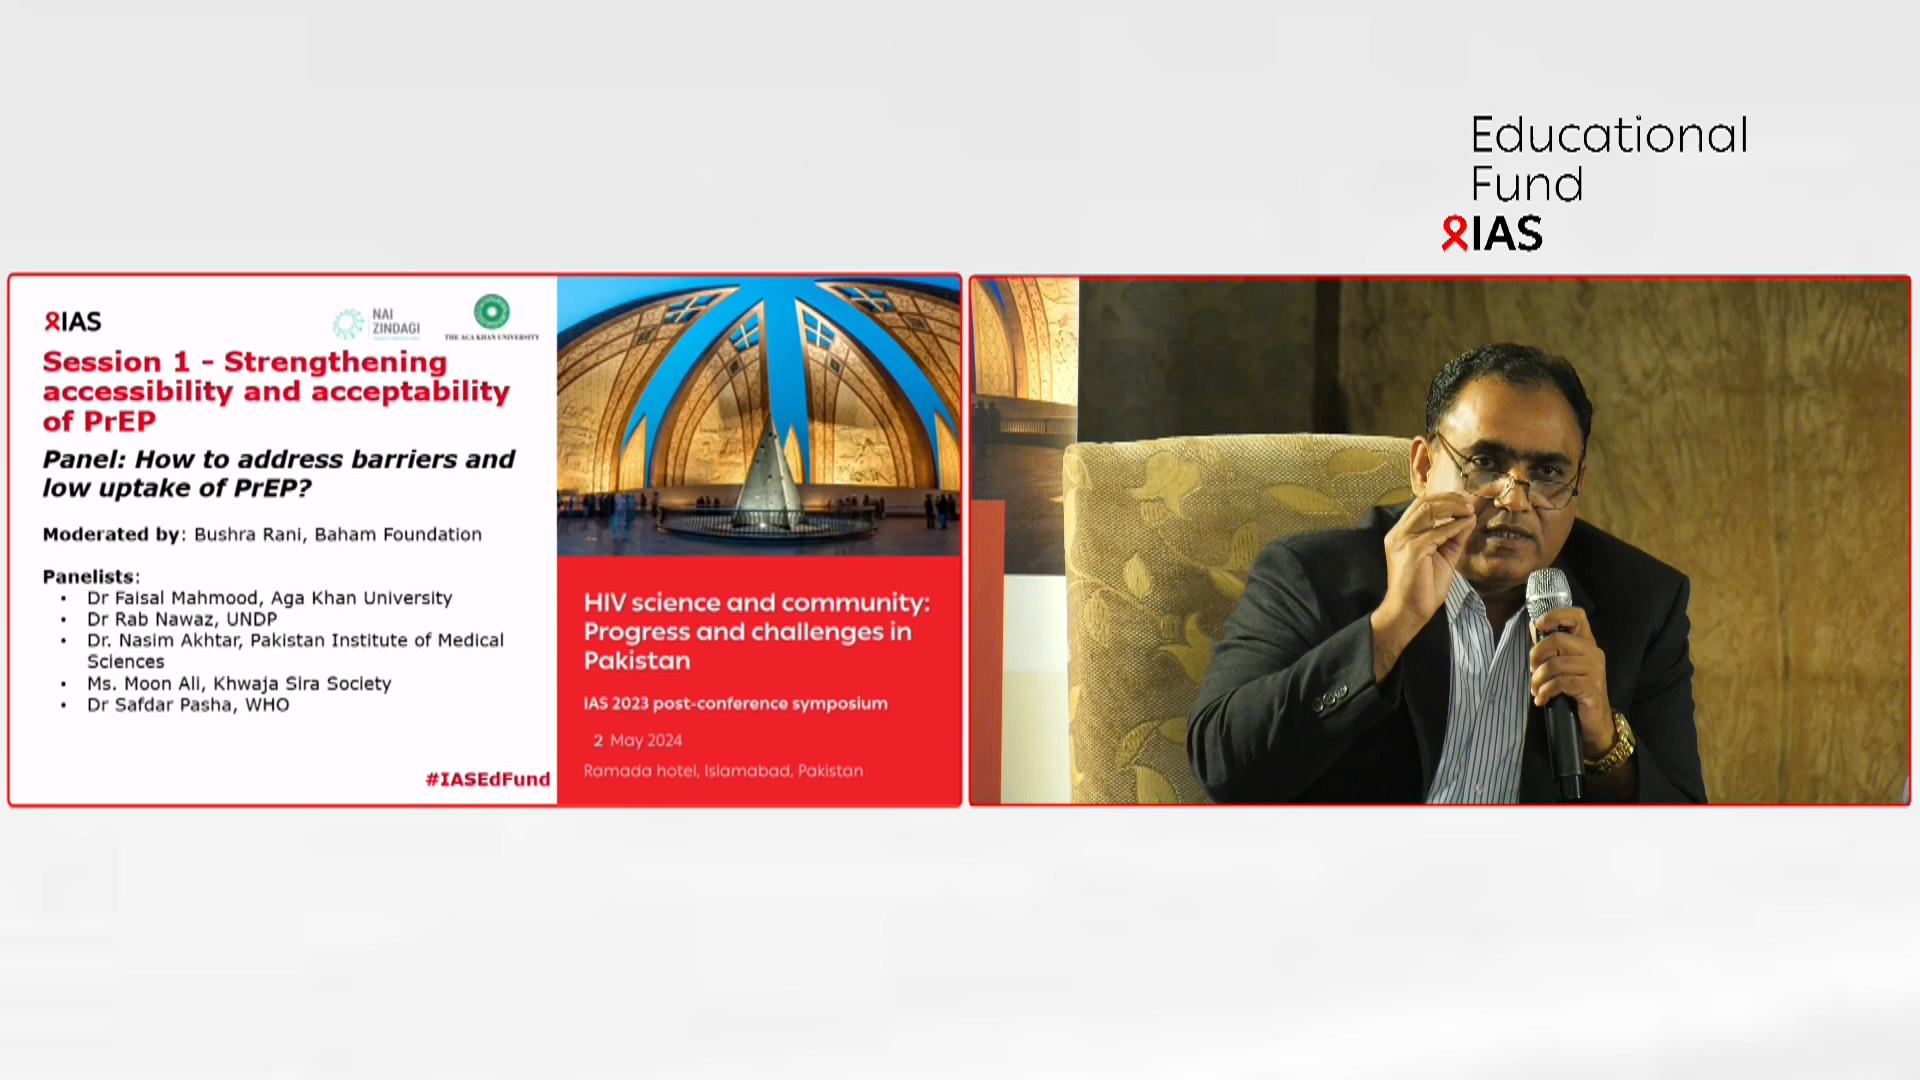 Educational
Fund
IAS
IAS
NAI
ZINDAGI
THE AGA KHAN UNIVERSITY
Session 1 - Strengthening
accessibility and acceptability
of PrEP
Panel: How to address barriers and
low uptake of PrEP?
Moderated by: Bushra Rani, Baham Foundation
Panelists:
• Dr Faisal Mahmood, Aga Khan University
• Dr Rab Nawaz, UNDP
• Dr. Nasim Akhtar, Pakistan Institute of Medical
Sciences
• Ms. Moon Ali, Khwaja Sira Society
• Dr Safdar Pasha, WHO
#IASEdFund
HIV science and community:
Progress and challenges in
Pakistan
IAS 2023 post-conference symposium
2 May 2024
Ramada hotel, Islamabad, Pakistan